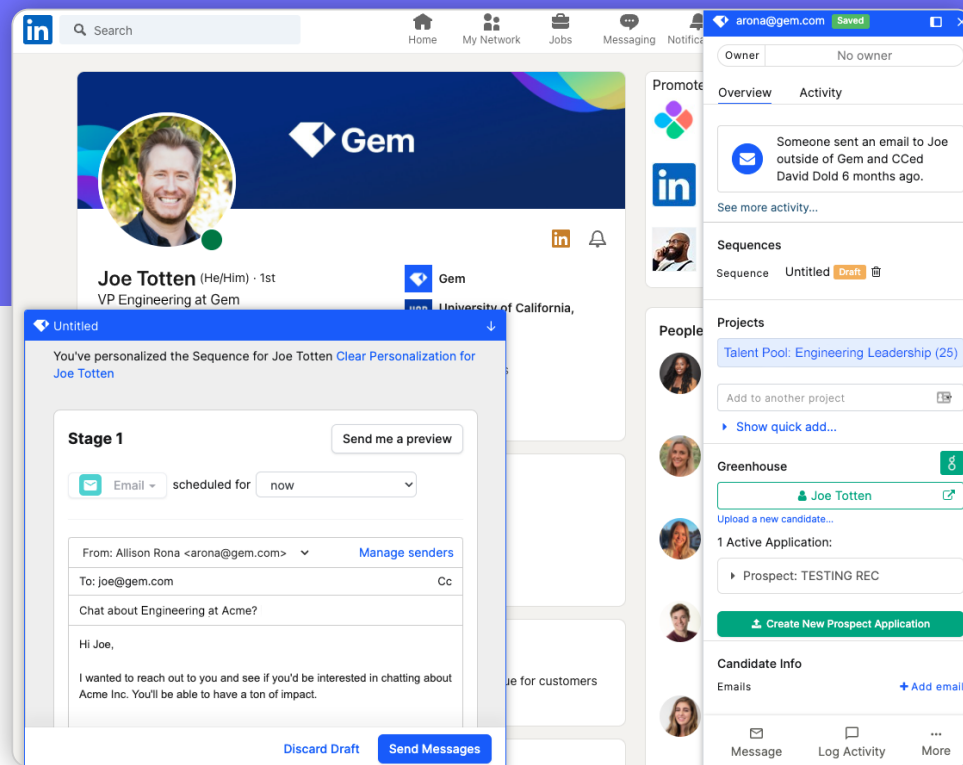 in
Search
Home
My Network
Jobs
Messaging
Gem
Joe Totten (He/Him) · 1st
VP Engineering at Gem
Gem
University of California,
Promote
in
People
ue for customers
Untitled
You've personalized the Sequence for Joe Totten Clear Personalization for
Joe Totten
Stage 1
Send me a preview
Email
scheduled for
now
From: Allison Rona <arona@gem.com>
Manage senders
To: joe@gem.com
Cc
Chat about Engineering at Acme?
Hi Joe,
I wanted to reach out to you and see if you'd be interested in chatting about
Acme Inc. You'll be able to have a ton of impact.
Discard Draft
Send Messages
arona@gem.com
Saved
Owner
No owner
Overview
Activity
Someone sent an email to Joe
outside of Gem and CCed
David Dold 6 months ago.
See more activity...
Sequences
Sequence
Untitled
Draft
Projects
Talent Pool: Engineering Leadership (25)
Add to another project
Show quick add...
Greenhouse
Joe Totten
Upload a new candidate...
1 Active Application:
Prospect: TESTING REC
Create New Prospect Application
Candidate Info
Emails
+ Add email
Message
Log Activity
More